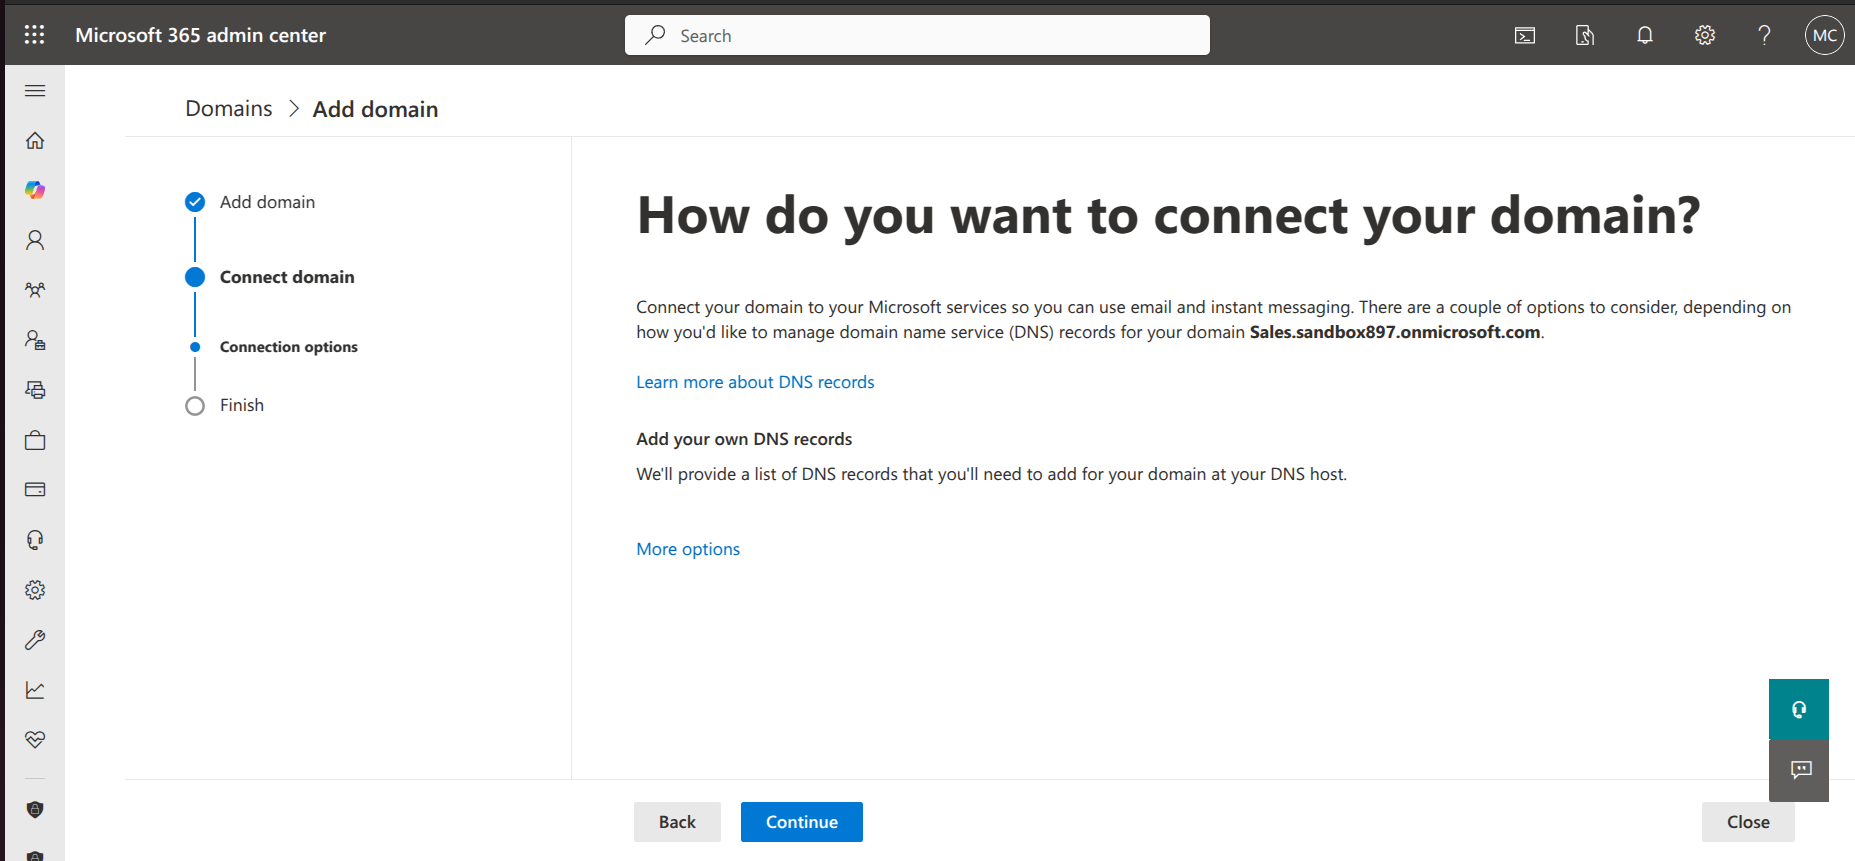 Microsoft 365 admin center
Search
MC
Domains > Add domain
Add domain
Connect domain
Connection options
Finish
How do you want to connect your domain?
Connect your domain to your Microsoft services so you can use email and instant messaging. There are a couple of options to consider, depending on
how you'd like to manage domain name service (DNS) records for your domain Sales.sandbox897.onmicrosoft.com.
Learn more about DNS records
Add your own DNS records
We'll provide a list of DNS records that you'll need to add for your domain at your DNS host.
More options
Back
Continue
Close